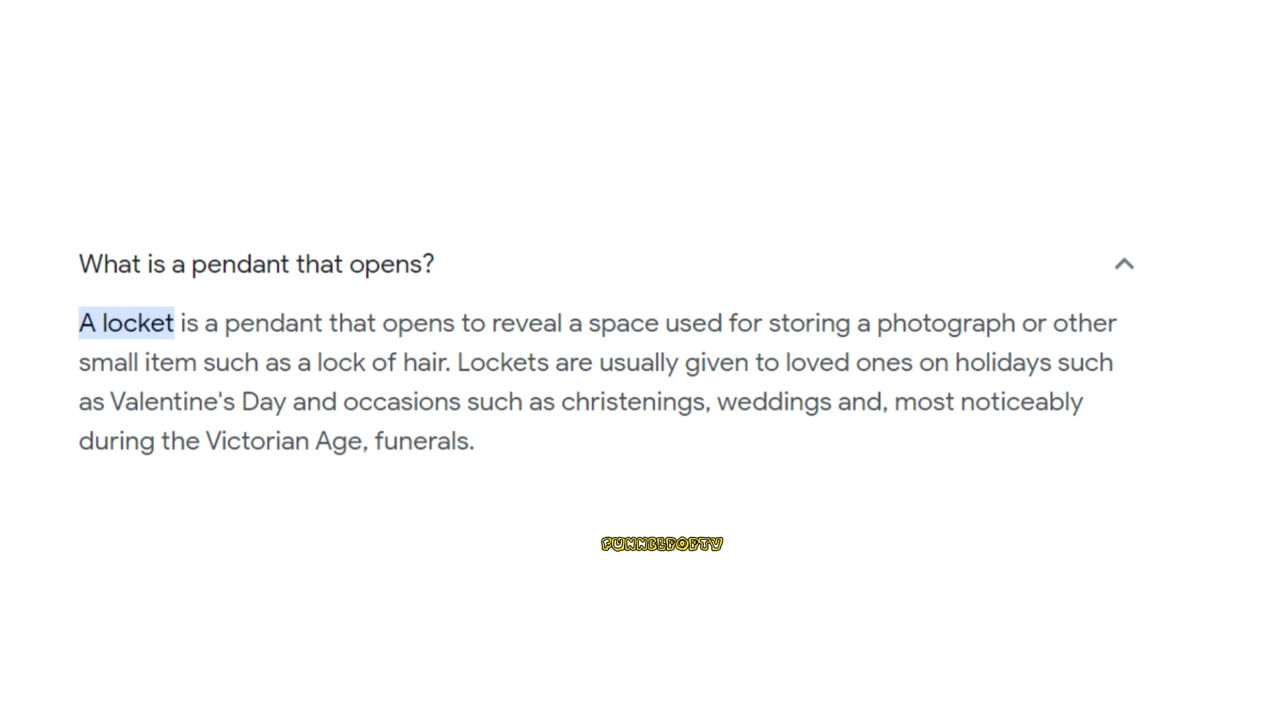 What is a pendant that opens?
A locket is a pendant that opens to reveal a space used for storing a photograph or other
small item such as a lock of hair. Lockets are usually given to loved ones on holidays such
as Valentine's Day and occasions such as christenings, weddings and, most noticeably
during the Victorian Age, funerals.
FUNNELPOPTV